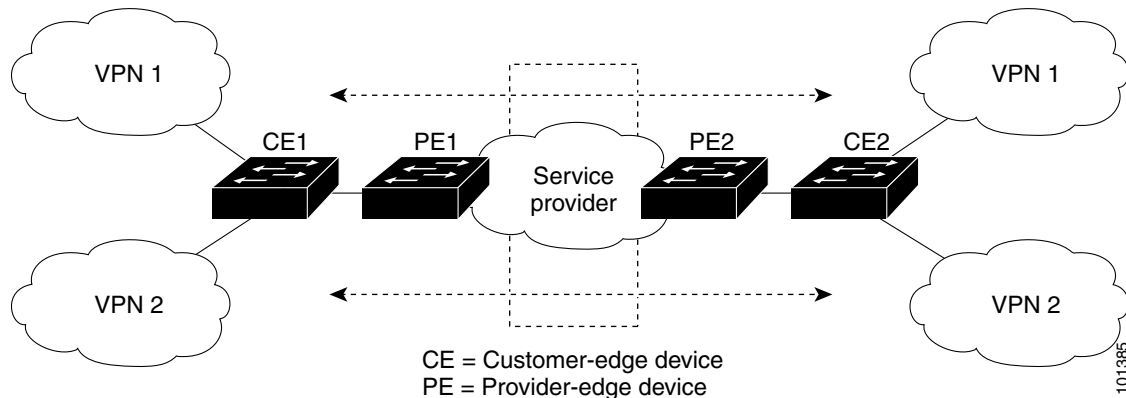 VPN 1
VPN 1
CE1
PE1
PE2
CE2
Service
provider
VPN 2
VPN 2
CE = Customer-edge device
PE = Provider-edge device
101385